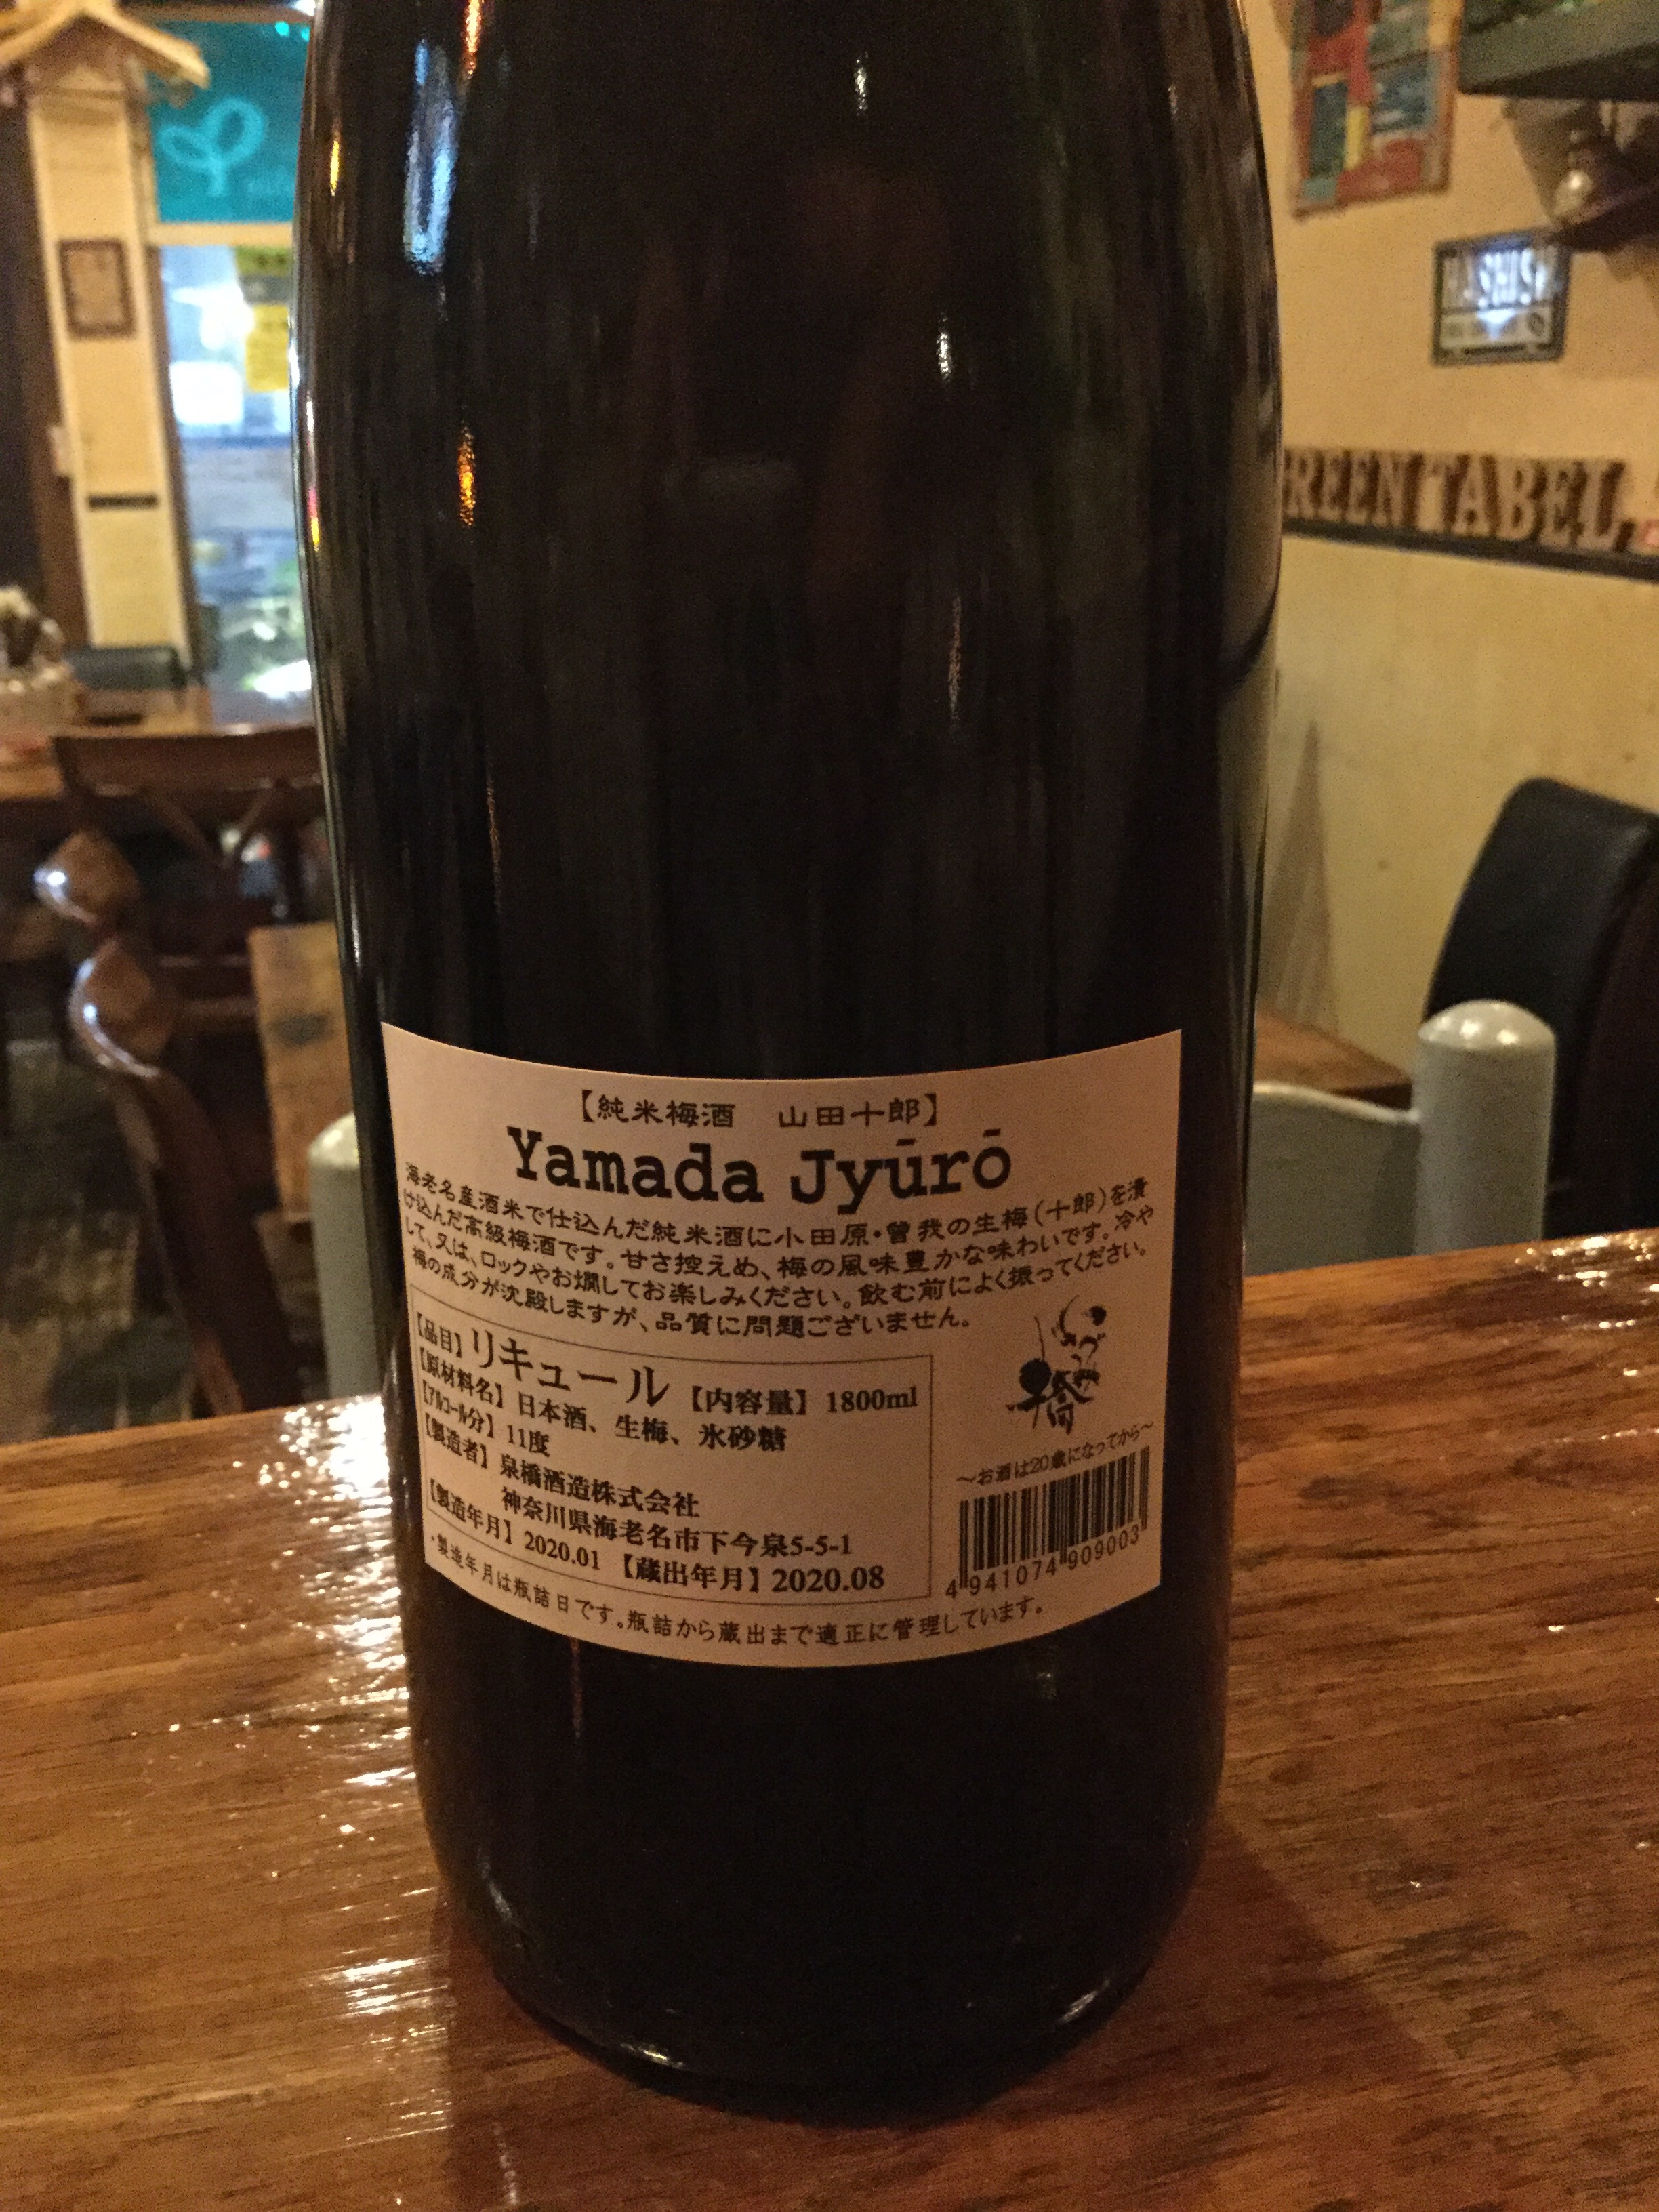 REEN TABEL
【純米梅酒　山田十郎】
Yamada Jyūrō
海老名産酒米で仕込んだ純米酒に小田原・曽我の生梅(十郎)を漬
け込んだ高級梅酒です。甘さ控えめ、梅の風味豊かな味わいです。冷や
して、又は、ロックやお燗してお楽しみください。飲む前によく振ってください。
梅の成分が沈殿しますが、品質に問題ございません。
【品目】リキュール 【内容量】1800ml
【原材料名】日本酒、生梅、氷砂糖
【アルコール分】11度
【製造者】泉橋酒造株式会社
神奈川県海老名市下今泉5-5-1
【製造年月】2020.01 【蔵出年月】2020.08
いづみ橋
～お酒は20歳になってから～
4 941074 909003
・製造年月は瓶詰日です。瓶詰から蔵出まで適正に管理しています。